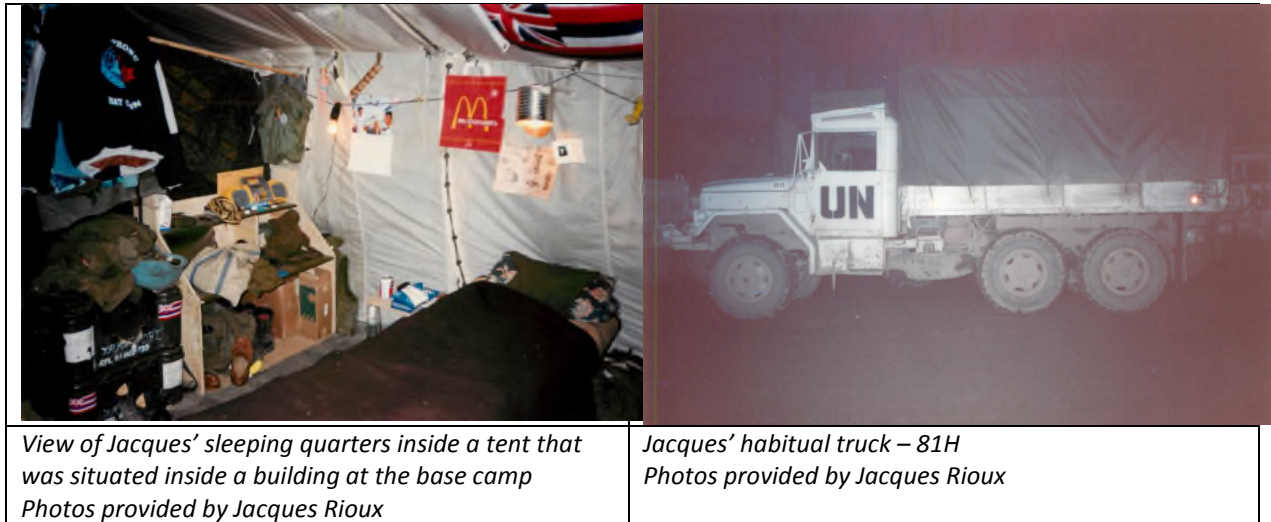 McDONALD'S
UN
View of Jacques' sleeping quarters inside a tent that
was situated inside a building at the base camp
Photos provided by Jacques Rioux
Jacques' habitual truck – 81H
Photos provided by Jacques Rioux